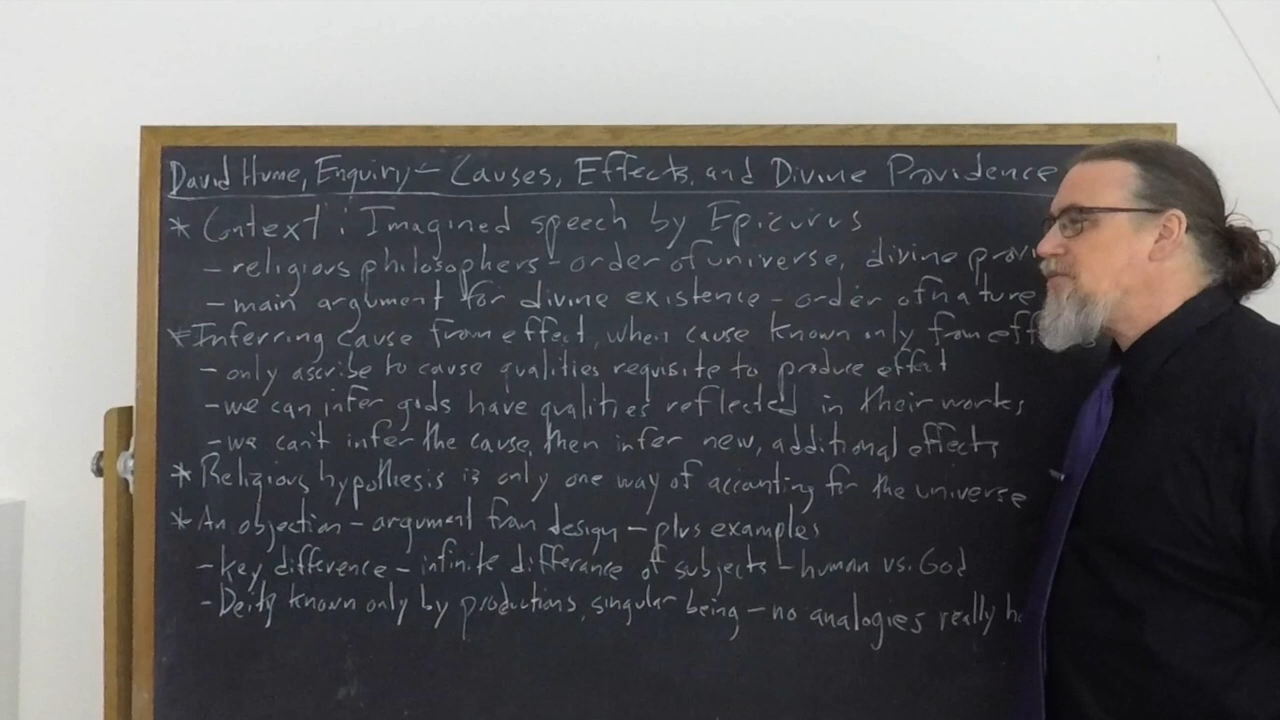 David Hume, Enquiry - Causes, Effects, and Divine Providence
* Context: Imagined speech by Epicurus
- religious philosophers - order of universe, divine provi
- main argument for divine existence - order of nature
* Inferring cause from effect, when cause known only from eff
- only ascribe to cause qualities requisite to produce effect
- we can infer gods have qualities reflected in their works
- we can't infer the cause, then infer new, additional effects
* Religious hypothesis is only one way of accounting for the universe
* An objection - argument from design - plus examples
- key difference - infinite difference of subjects - human vs. God
- Deity known only by productions, singular being - no analogies really ho